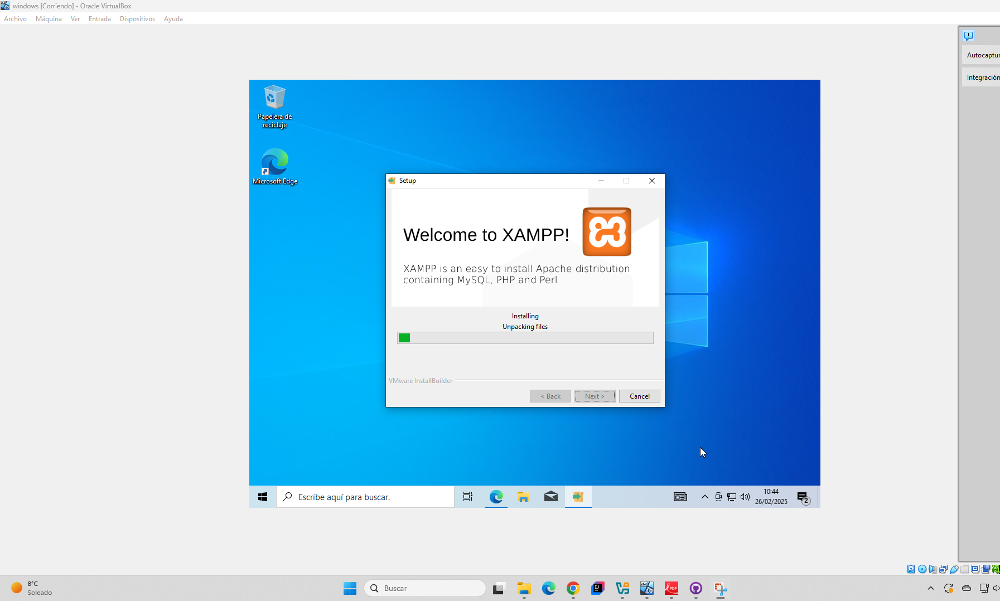 windows [Corriendo] - Oracle VirtualBox
Archivo Máquina Ver Entrada Dispositivos Ayuda
Autocaptur
Integración
Papelera de
reciclaje
Microsoft Edge
Setup
Welcome to XAMPP!
XAMPP is an easy to install Apache distribution
containing MySQL, PHP and Perl
Installing
Unpacking files
VMware InstallBuilder
< Back Next > Cancel
Escribe aquí para buscar.
10:44
26/02/2025
2
8°C
Soleado
Buscar